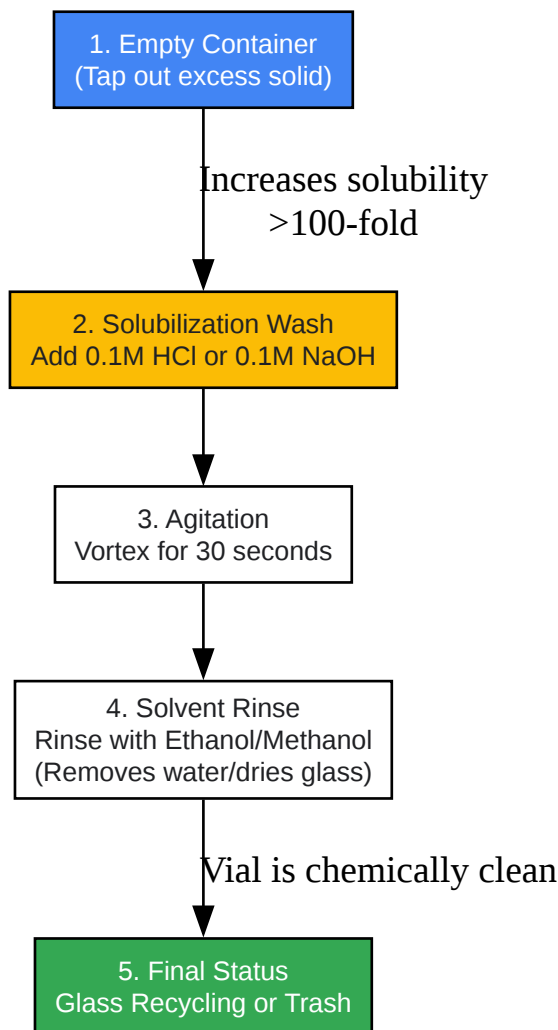 1. Empty Container
(Tap out excess solid)
Increases solubility
>100-fold
2. Solubilization Wash
Add 0.1M HCl or 0.1M NaOH
3. Agitation
Vortex for 30 seconds
4. Solvent Rinse
Rinse with Ethanol/Methanol
(Removes water/dries glass)
Vial is chemically clean
5. Final Status
Glass Recycling or Trash